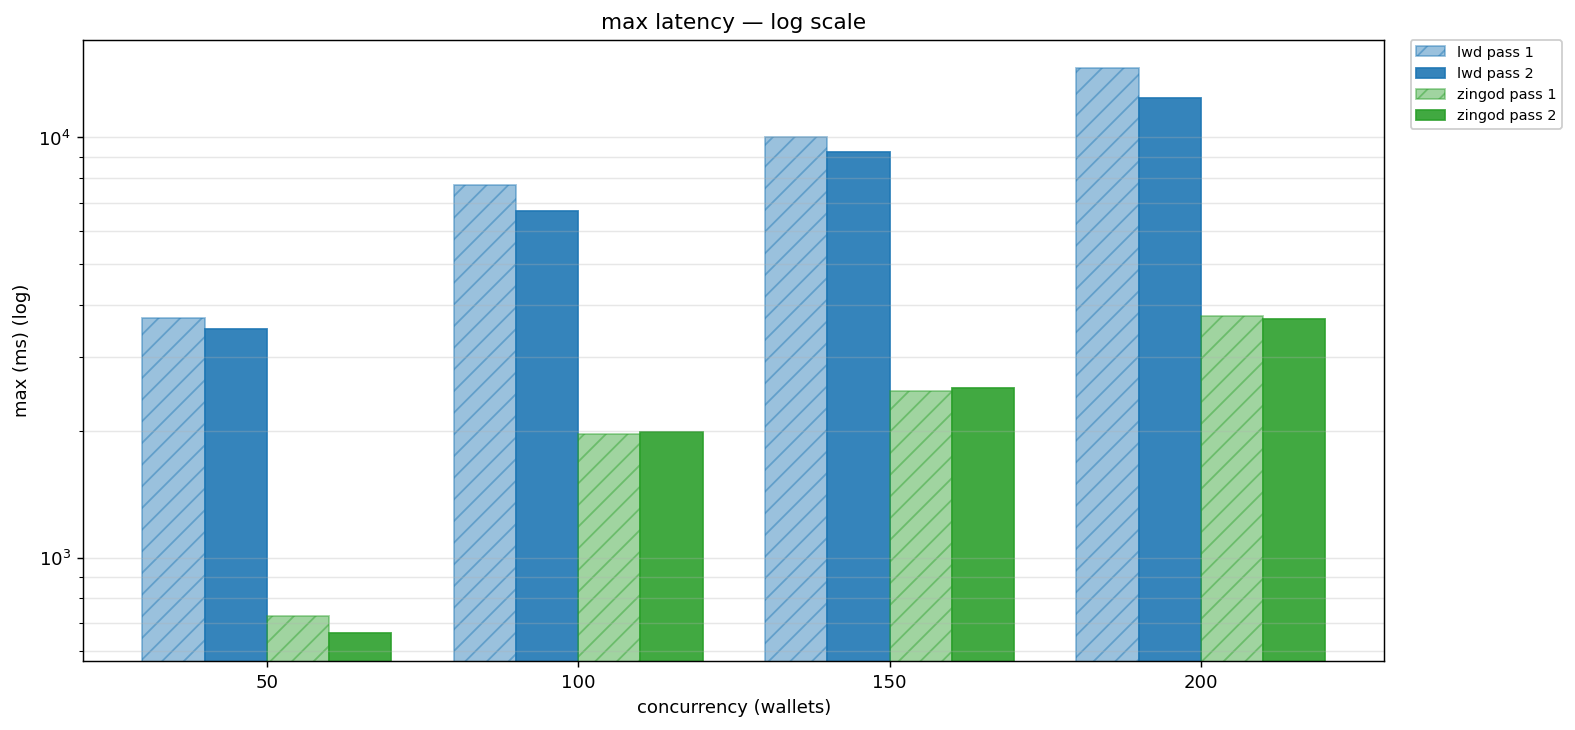 max latency — log scale
lwd pass 1
lwd pass 2
zingod pass 1
zingod pass 2
max (ms) (log)
10⁴
10³
50 100 150 200
concurrency (wallets)